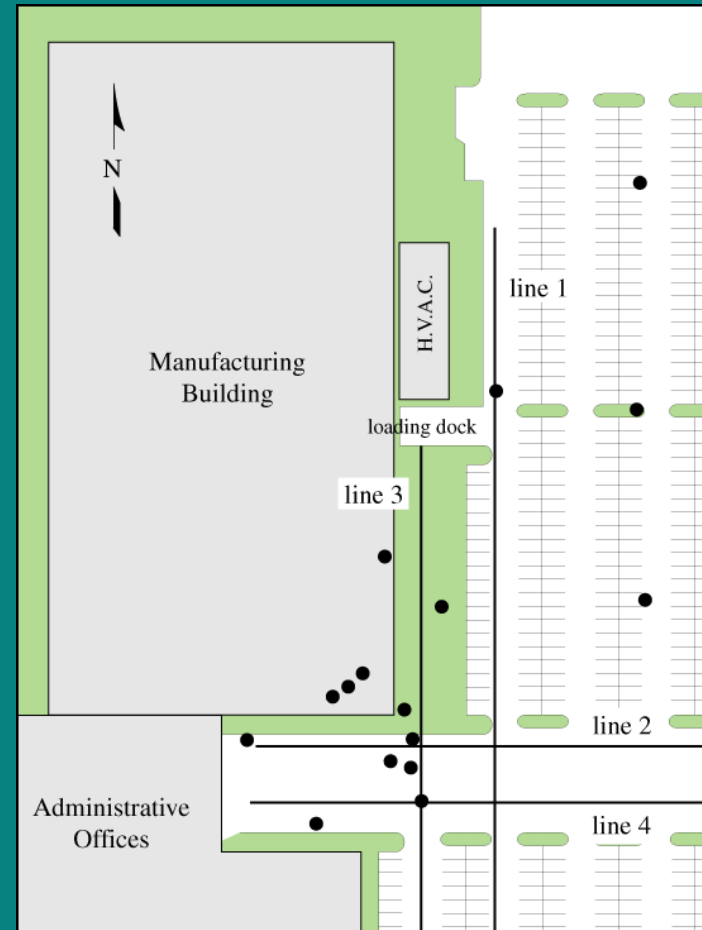 N
line 1
H.V.A.C.
Manufacturing
Building
loading dock
line 3
line 2
Administrative
Offices
line 4